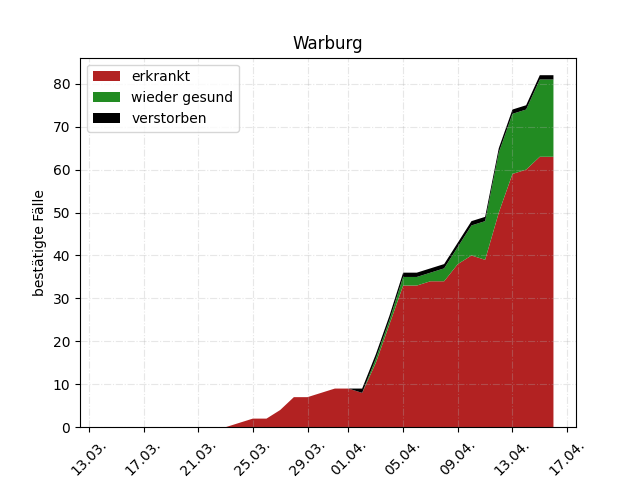 Warburg
erkrankt
wieder gesund
verstorben
bestätigte Fälle
80
70
60
50
40
30
20
10
0
13.03. 17.03. 21.03. 25.03. 29.03. 01.04. 05.04. 09.04. 13.04. 17.04.